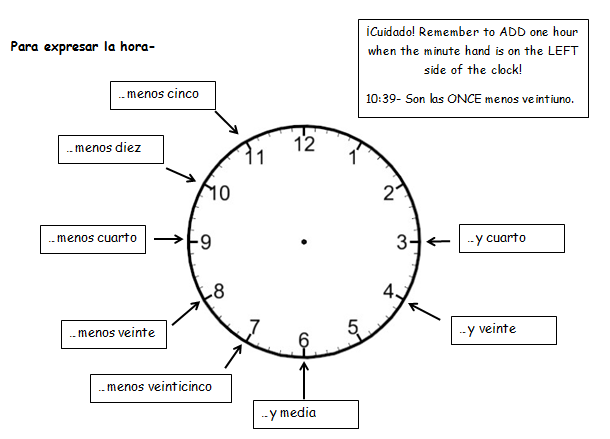 Para expresar la hora-
¡Cuidado! Remember to ADD one hour
when the minute hand is on the LEFT
side of the clock!
10:39- Son las ONCE menos veintiuno.
...menos cinco
...menos diez
...menos cuarto
...menos veinte
...menos veinticinco
...y media
...y veinte
...y cuarto
12
1
2
3
4
5
6
7
8
9
10
11